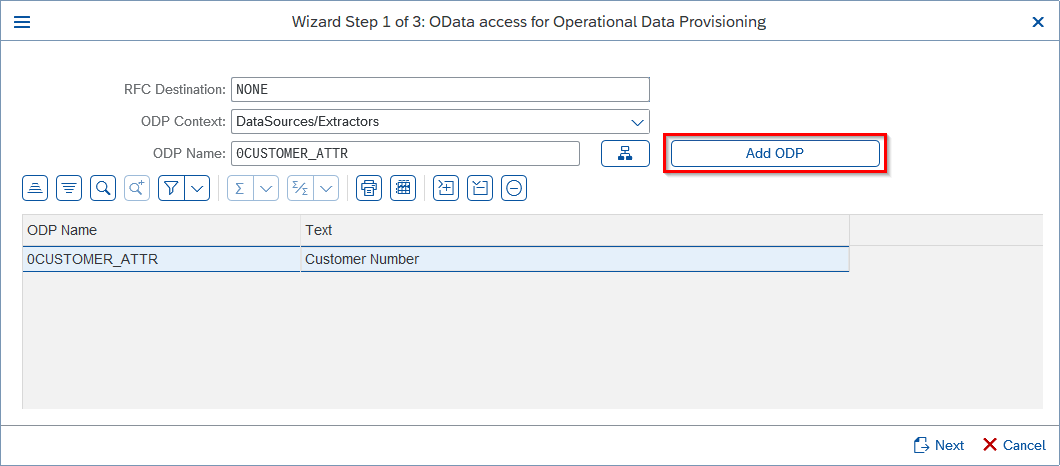 Wizard Step 1 of 3: OData access for Operational Data Provisioning
RFC Destination: NONE
ODP Context: DataSources/Extractors
ODP Name: 0CUSTOMER_ATTR Add ODP
ODP Name Text
0CUSTOMER_ATTR Customer Number
Next Cancel